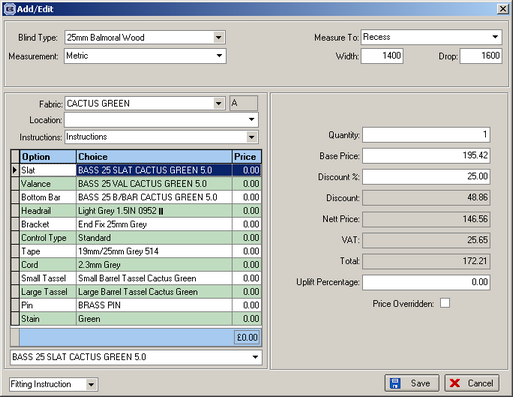 Add/Edit
Blind Type: 25mm Balmoral Wood
Measure To: Recess
Measurement: Metric
Width: 1400 Drop: 1600
Fabric: CACTUS GREEN A
Location:
Instructions: Instructions
Option Choice Price
Slat BASS 25 SLAT CACTUS GREEN 5.0 0.00
Valance BASS 25 VAL CACTUS GREEN 5.0 0.00
Bottom Bar BASS 25 B/BAR CACTUS GREEN 5.0 0.00
Headrail Light Grey 1.5IN 0952 0.00
Bracket End Fix 25mm Grey 0.00
Control Type Standard 0.00
Tape 19mm/25mm Grey 514 0.00
Cord 2.3mm Grey 0.00
Small Tassel Small Barrel Tassel Cactus Green 0.00
Large Tassel Large Barrel Tassel Cactus Green 0.00
Pin BRASS PIN 0.00
Stain Green 0.00
£0.00
BASS 25 SLAT CACTUS GREEN 5.0
Quantity: 1
Base Price: 195.42
Discount %: 25.00
Discount: 48.86
Nett Price: 146.56
VAT: 25.65
Total: 172.21
Uplift Percentage: 0.00
Price Overridden:
Fitting Instruction
Save
Cancel